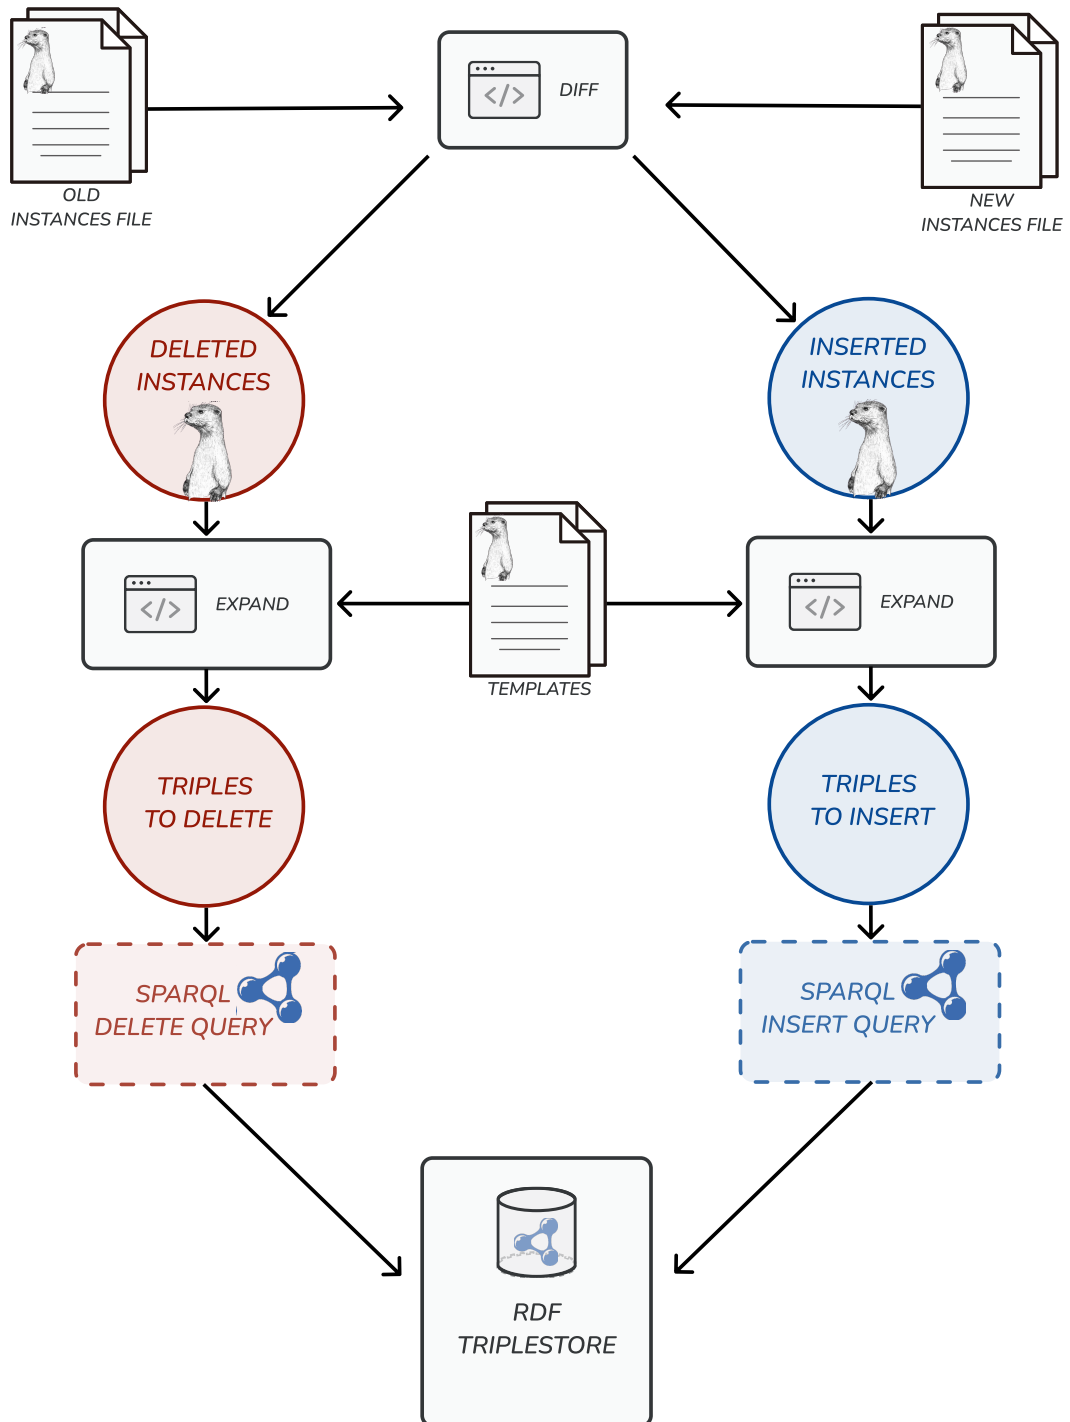 DIFF
OLD
INSTANCES FILE
NEW
INSTANCES FILE
DELETED
INSTANCES
INSERTED
INSTANCES
</>
EXPAND
</>
EXPAND
</>
TEMPLATES
TRIPLES
TO DELETE
TRIPLES
TO INSERT
SPARQL
DELETE QUERY
SPARQL
INSERT QUERY
RDF
TRIPLESTORE